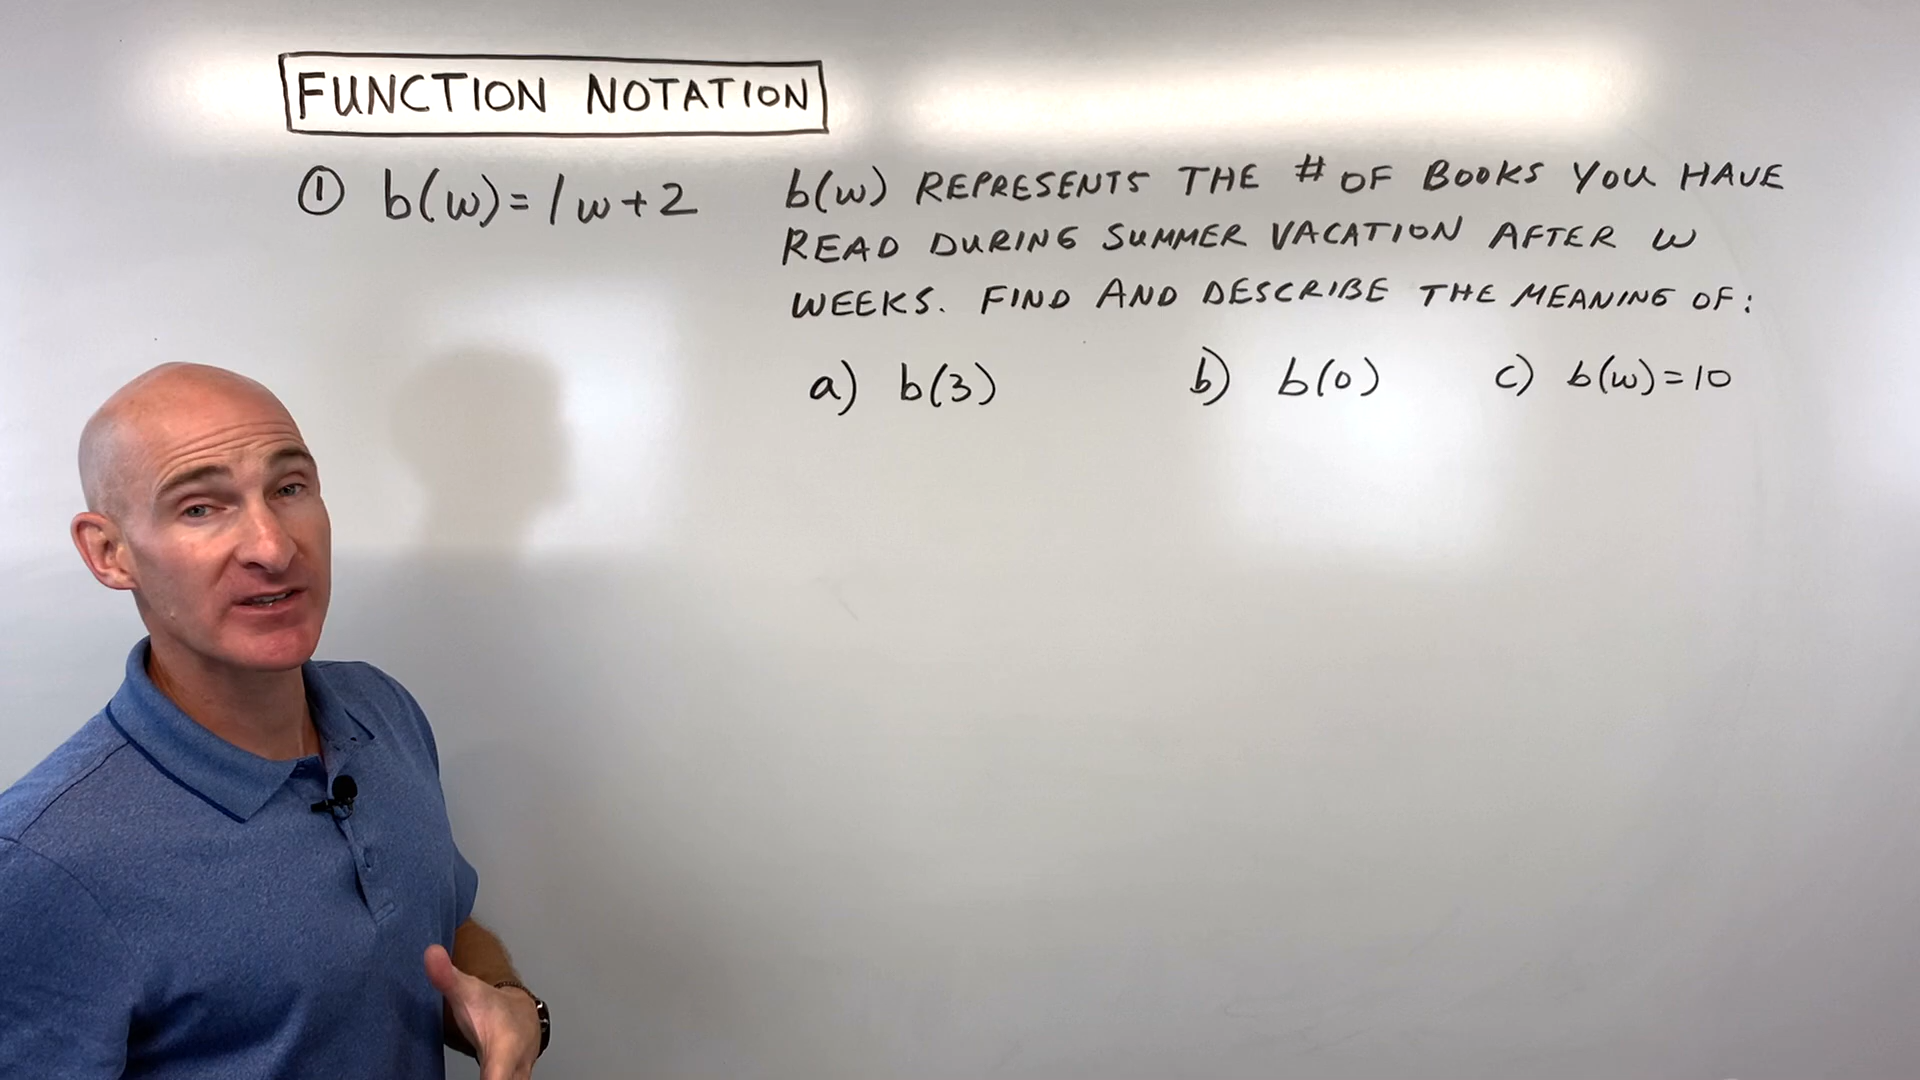 FUNCTION NOTATION
① b(w)=1w+2
b(w) REPRESENTS THE # OF BOOKS YOU HAVE
READ DURING SUMMER VACATION AFTER W
WEEKS. FIND AND DESCRIBE THE MEANING OF:
a) b(3) b) b(0) c) b(w)=10